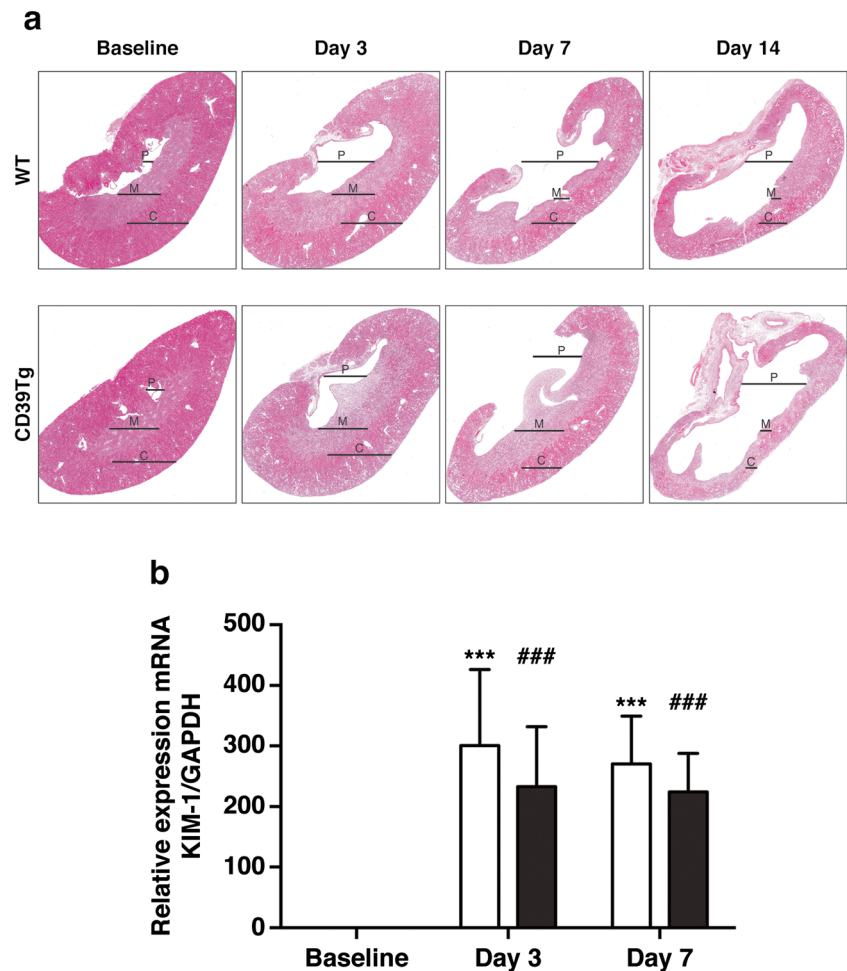 a
Baseline Day 3 Day 7 Day 14
WT
P P P P
M M M M
C C C C
CD39Tg
P P P P
M M M M
C C C C
b
Relative expression mRNA
KIM-1/GAPDH
500
400
300
200
100
0
*** ### *** ###
Baseline Day 3 Day 7